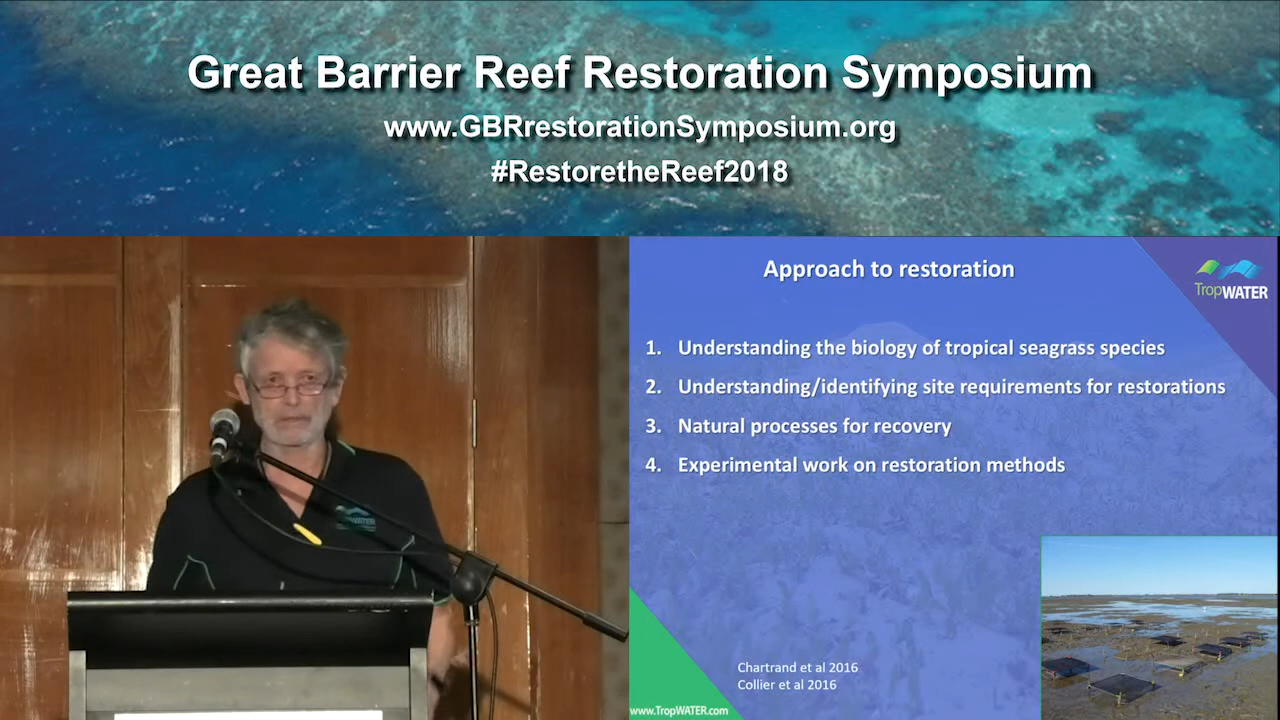 Great Barrier Reef Restoration Symposium
www.GBRrestorationSymposium.org
#RestoretheReef2018
Approach to restoration
TropWATER
1. Understanding the biology of tropical seagrass species
2. Understanding/identifying site requirements for restorations
3. Natural processes for recovery
4. Experimental work on restoration methods
Chartrand et al 2016
Collier et al 2016
www.TropWATER.com